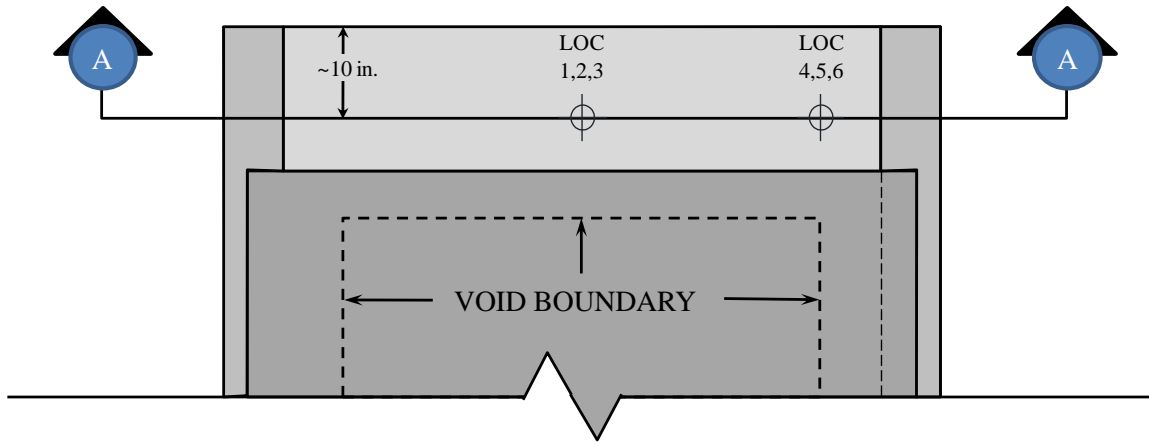 A
A
LOC
1,2,3
LOC
4,5,6
~10 in.
VOID BOUNDARY